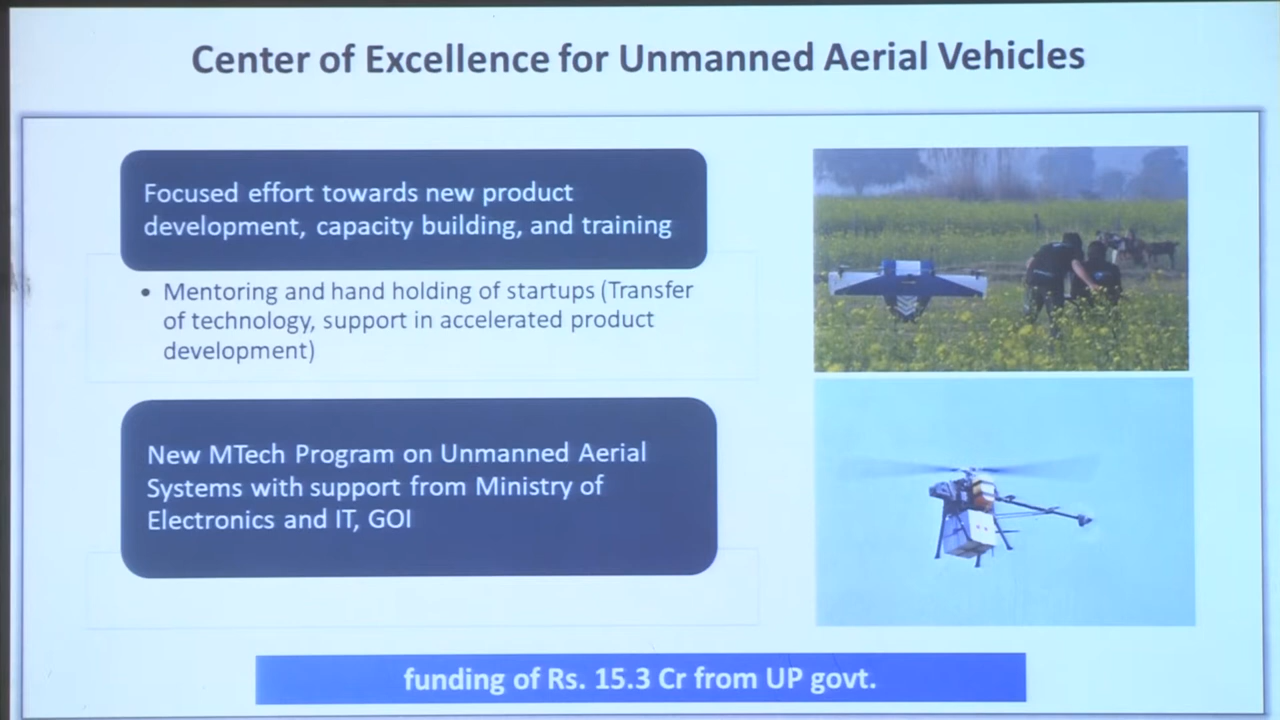 Center of Excellence for Unmanned Aerial Vehicles
Focused effort towards new product
development, capacity building, and training
• Mentoring and hand holding of startups (Transfer
of technology, support in accelerated product
development)
New MTech Program on Unmanned Aerial
Systems with support from Ministry of
Electronics and IT, GOI
funding of Rs. 15.3 Cr from UP govt.